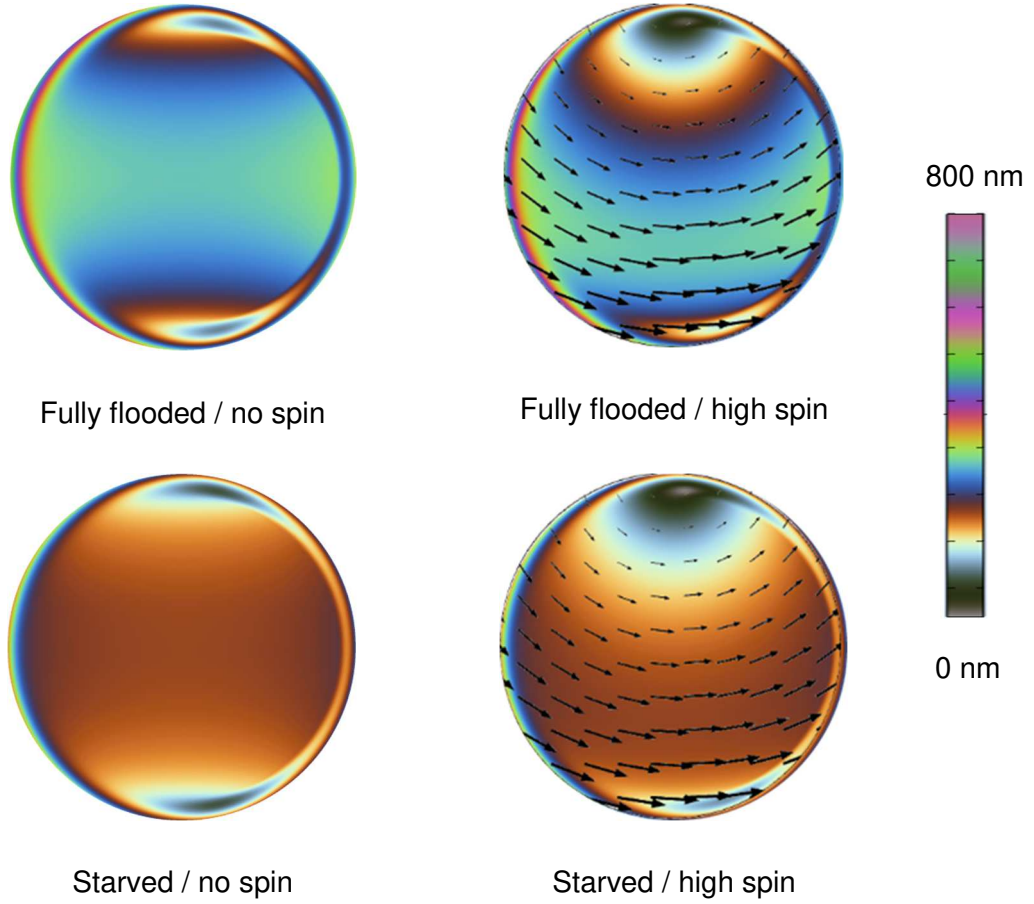 800 nm
Fully flooded / no spin
Fully flooded / high spin
0 nm
Starved / no spin
Starved / high spin